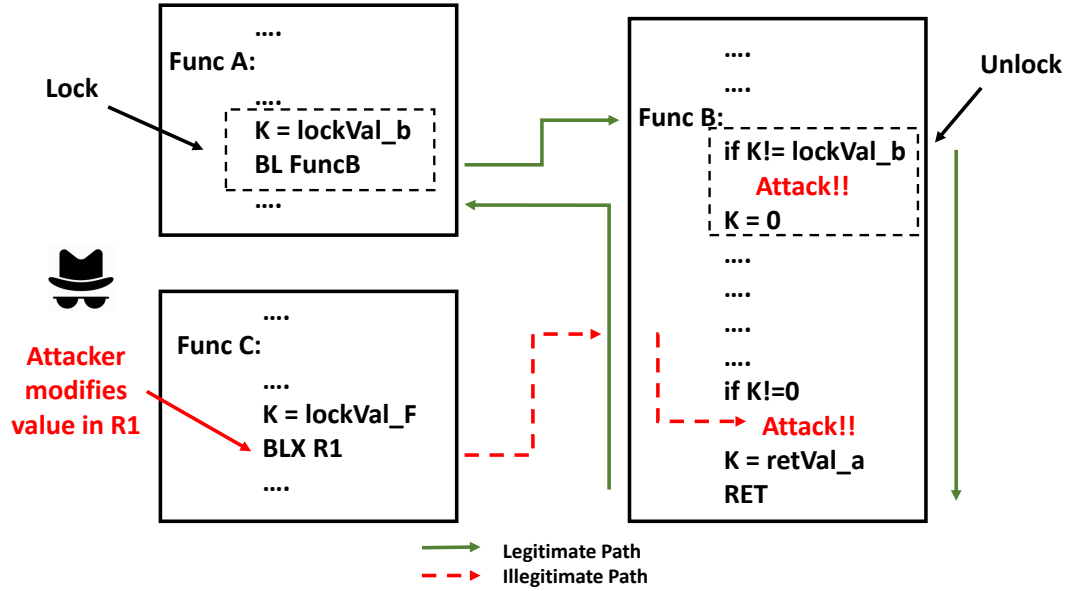 Lock
....
Func A:
....
K = lockVal_b
BL FuncB
....
Attacker
modifies
value in R1
....
Func C:
....
K = lockVal_F
BLX R1
....
Unlock
....
....
Func B:
if K!= lockVal_b
Attack!!
K = 0
....
....
....
....
if K!=0
Attack!!
K = retVal_a
RET
Legitimate Path
Illegitimate Path